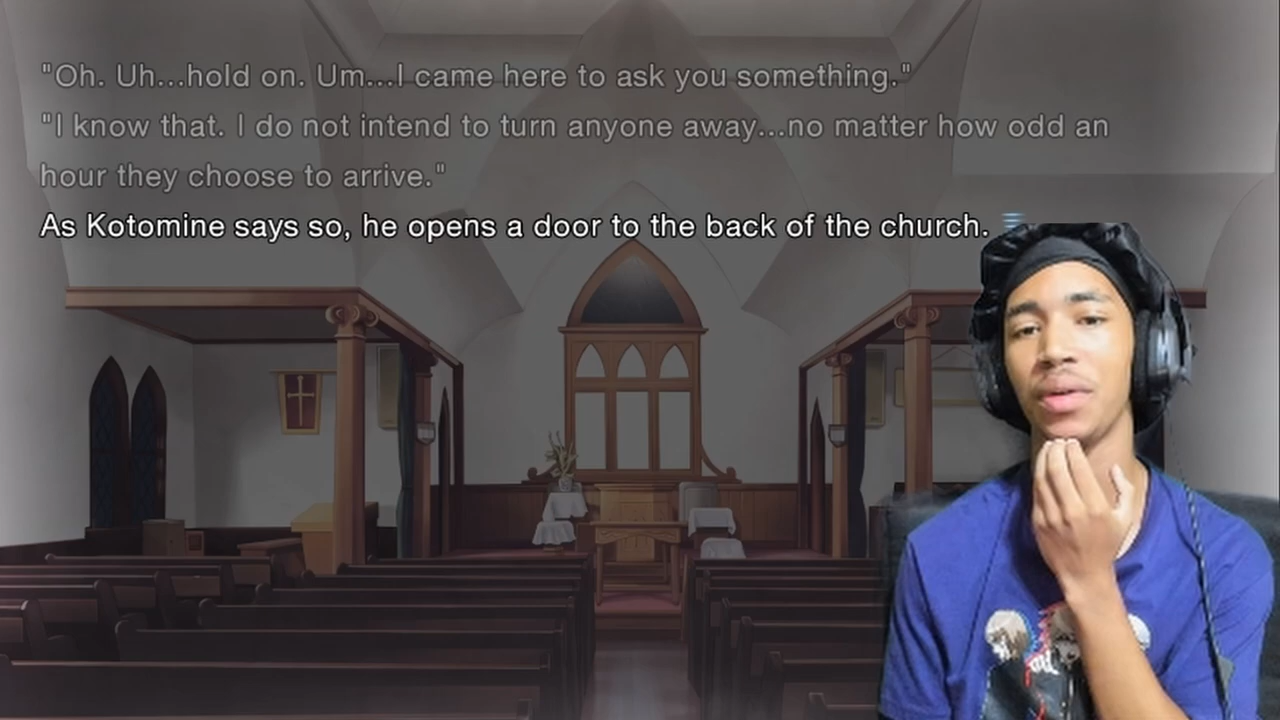 "Oh. Uh...hold on. Um...I came here to ask you something."
"I know that. I do not intend to turn anyone away...no matter how odd an
hour they choose to arrive."
As Kotomine says so, he opens a door to the back of the church.